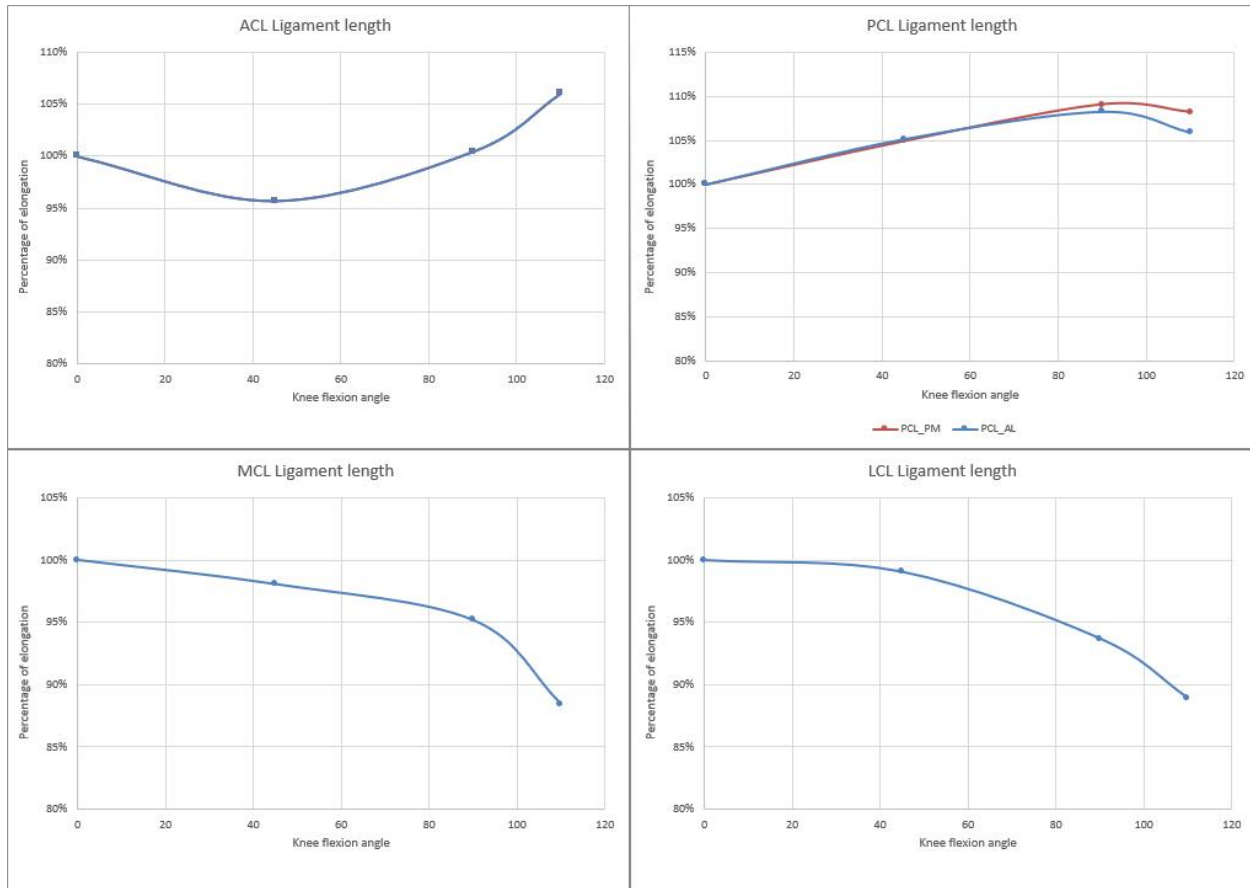 ACL Ligament length
110%
105%
100%
95%
90%
85%
80%
Percentage of elongation
0 20 40 60 80 100 120
Knee flexion angle
PCL Ligament length
115%
110%
105%
100%
95%
90%
85%
80%
Percentage of elongation
0 20 40 60 80 100 120
Knee flexion angle
PCL_PM PCL_AL
MCL Ligament length
105%
100%
95%
90%
85%
80%
Percentage of elongation
0 20 40 60 80 100 120
Knee flexion angle
LCL Ligament length
105%
100%
95%
90%
85%
80%
Percentage of elongation
0 20 40 60 80 100 120
Knee flexion angle